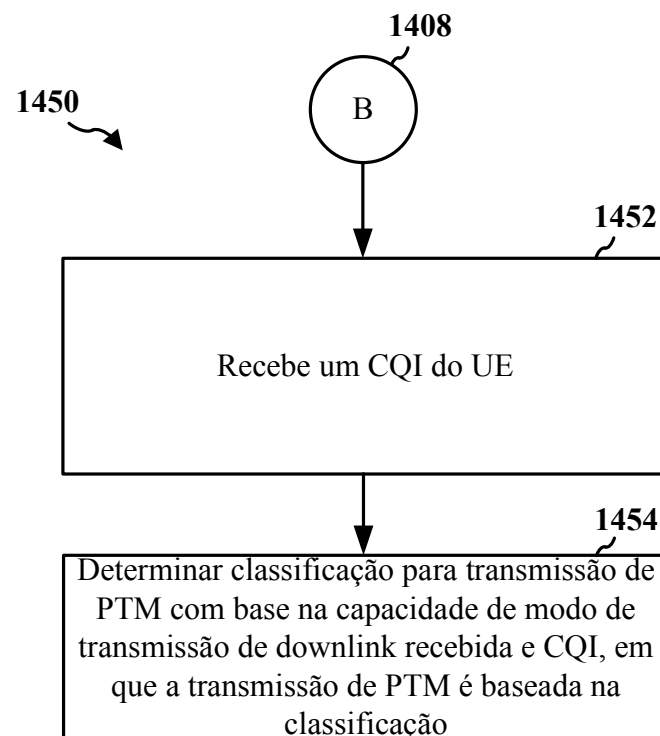 1408
B
1450
1452
Recebe um CQI do UE
1454
Determinar classificação para transmissão de
PTM com base na capacidade de modo de
transmissão de downlink recebida e CQI, em
que a transmissão de PTM é baseada na
classificação